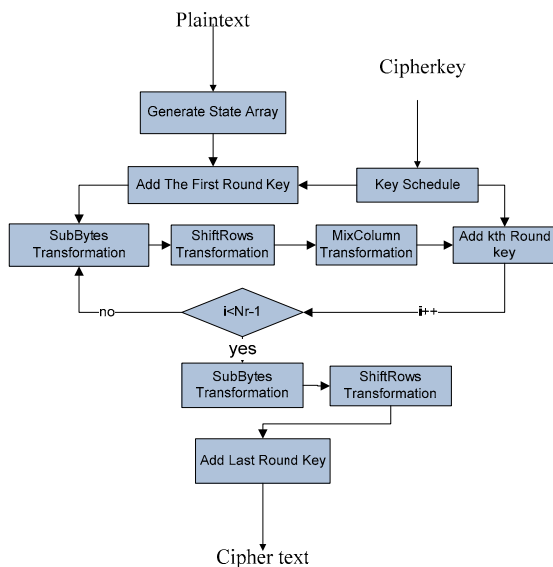 Plaintext
Cipherkey
Generate State Array
Add The First Round Key
Key Schedule
SubBytes
Transformation
ShiftRows
Transformation
MixColumn
Transformation
Add kth Round
key
no
i<Nr-1
i++
yes
SubBytes
Transformation
ShiftRows
Transformation
Add Last Round Key
Cipher text